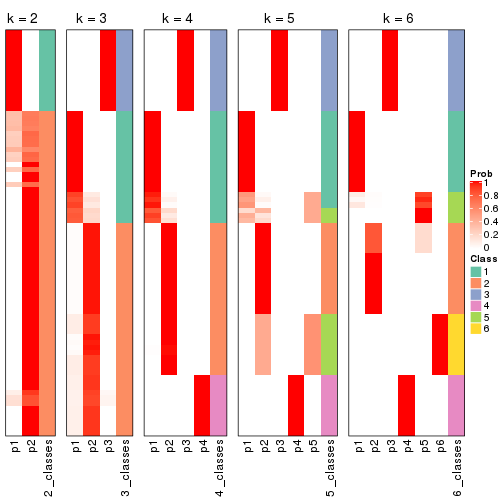 k = 2
k = 3
k = 4
k = 5
k = 6
Prob
1
0.8
0.6
0.4
0.2
0
Class
1
2
3
4
5
6
p1
p2
2_classes
p1
p2
p3
3_classes
p1
p2
p3
p4
4_classes
p1
p2
p3
p4
p5
5_classes
p1
p2
p3
p4
p5
p6
6_classes